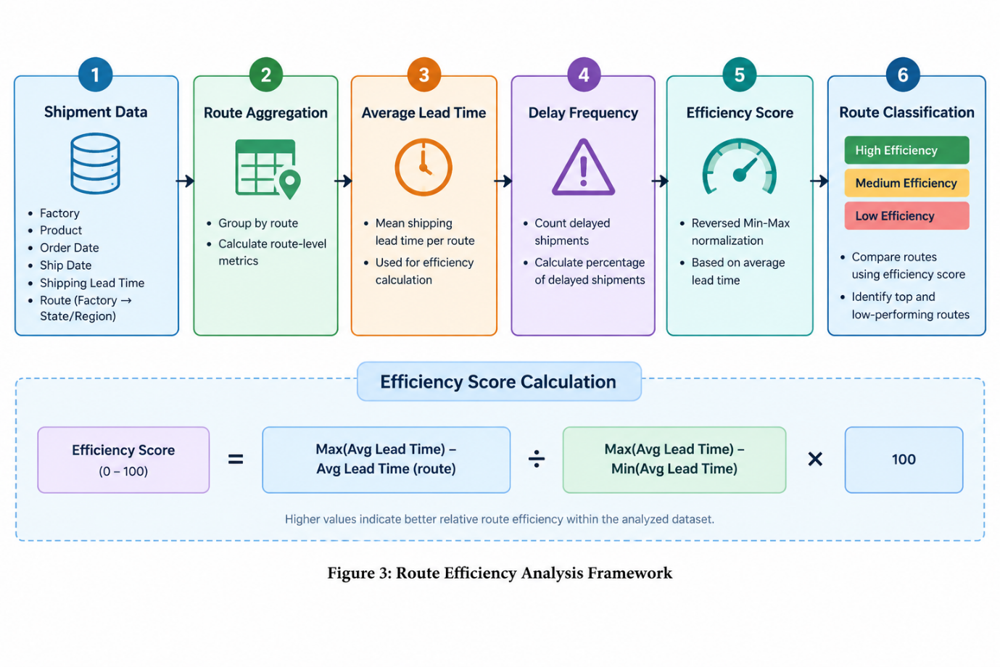 1
Shipment Data
• Factory
• Product
• Order Date
• Ship Date
• Shipping Lead Time
• Route (Factory →
State/Region)
2
Route Aggregation
• Group by route
• Calculate route-level
metrics
3
Average Lead Time
• Mean shipping
lead time per route
• Used for efficiency
calculation
4
Delay Frequency
• Count delayed
shipments
• Calculate percentage
of delayed shipments
5
Efficiency Score
• Reversed Min-Max
normalization
• Based on average
lead time
6
Route Classification
High Efficiency
Medium Efficiency
Low Efficiency
• Compare routes
using efficiency score
• Identify top and
low-performing routes
Efficiency Score Calculation
Efficiency Score
(0 – 100)
=
Max(Avg Lead Time) –
Avg Lead Time (route)
÷
Max(Avg Lead Time) –
Min(Avg Lead Time)
×
100
Higher values indicate better relative route efficiency within the analyzed dataset.
Figure 3: Route Efficiency Analysis Framework